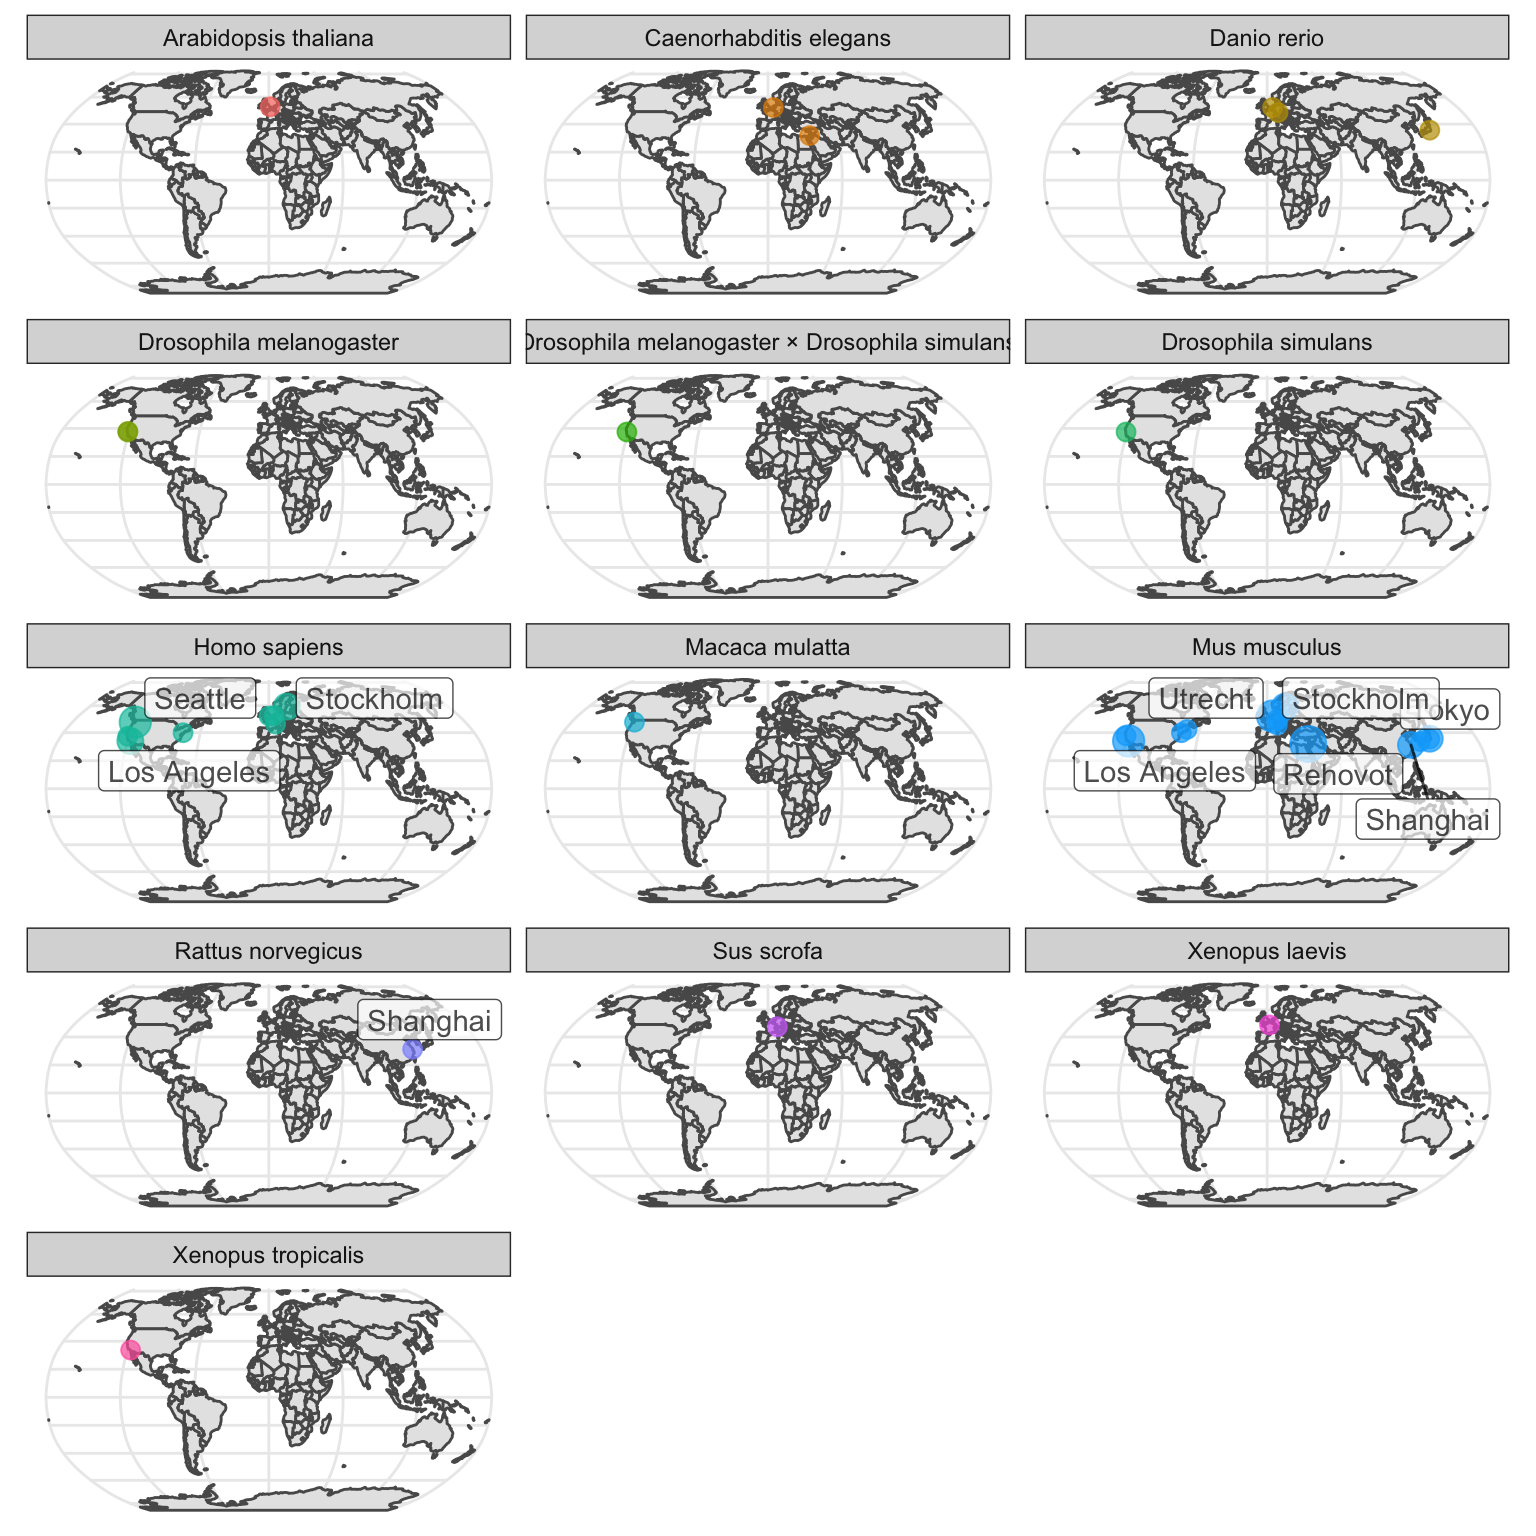 Arabidopsis thaliana
Caenorhabditis elegans
Danio rerio
Drosophila melanogaster
Drosophila melanogaster × Drosophila simulans
Drosophila simulans
Homo sapiens
Macaca mulatta
Mus musculus
Seattle
Stockholm
Los Angeles
Utrecht
Stockholm
Tokyo
Los Angeles
Rehovot
Shanghai
Rattus norvegicus
Sus scrofa
Xenopus laevis
Shanghai
Xenopus tropicalis